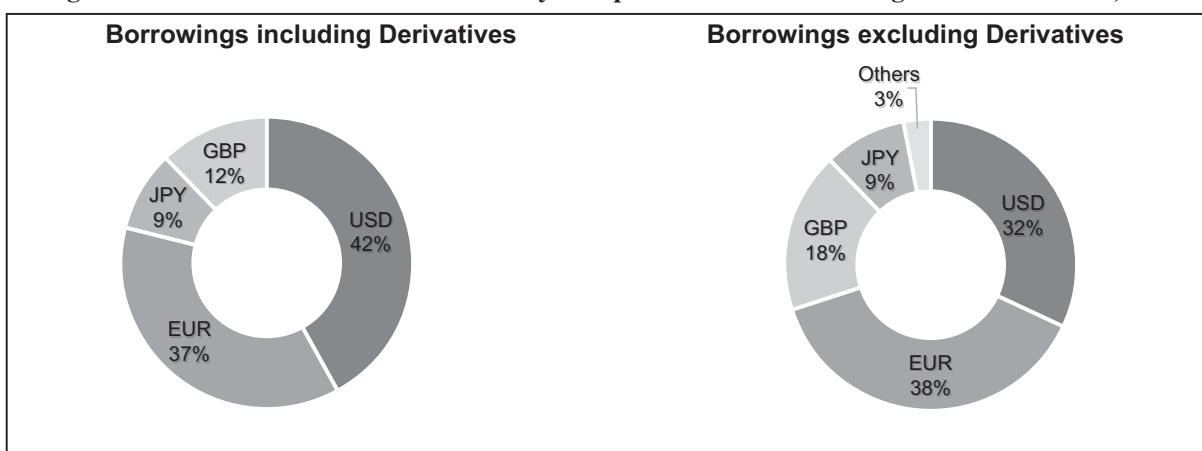 Borrowings including Derivatives
GBP
12%
JPY
9%
USD
42%
EUR
37%
Borrowings excluding Derivatives
Others
3%
JPY
9%
USD
32%
GBP
18%
EUR
38%